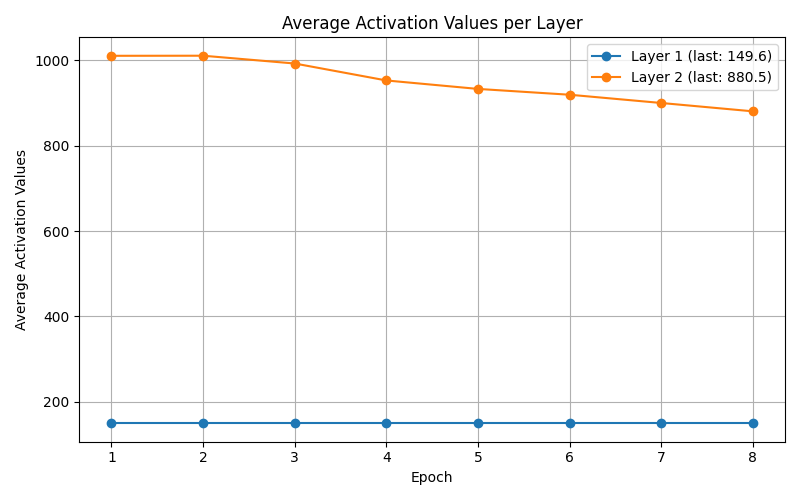 Average Activation Values per Layer
Layer 1 (last: 149.6)
Layer 2 (last: 880.5)
Average Activation Values
1000
800
600
400
200
1 2 3 4 5 6 7 8
Epoch